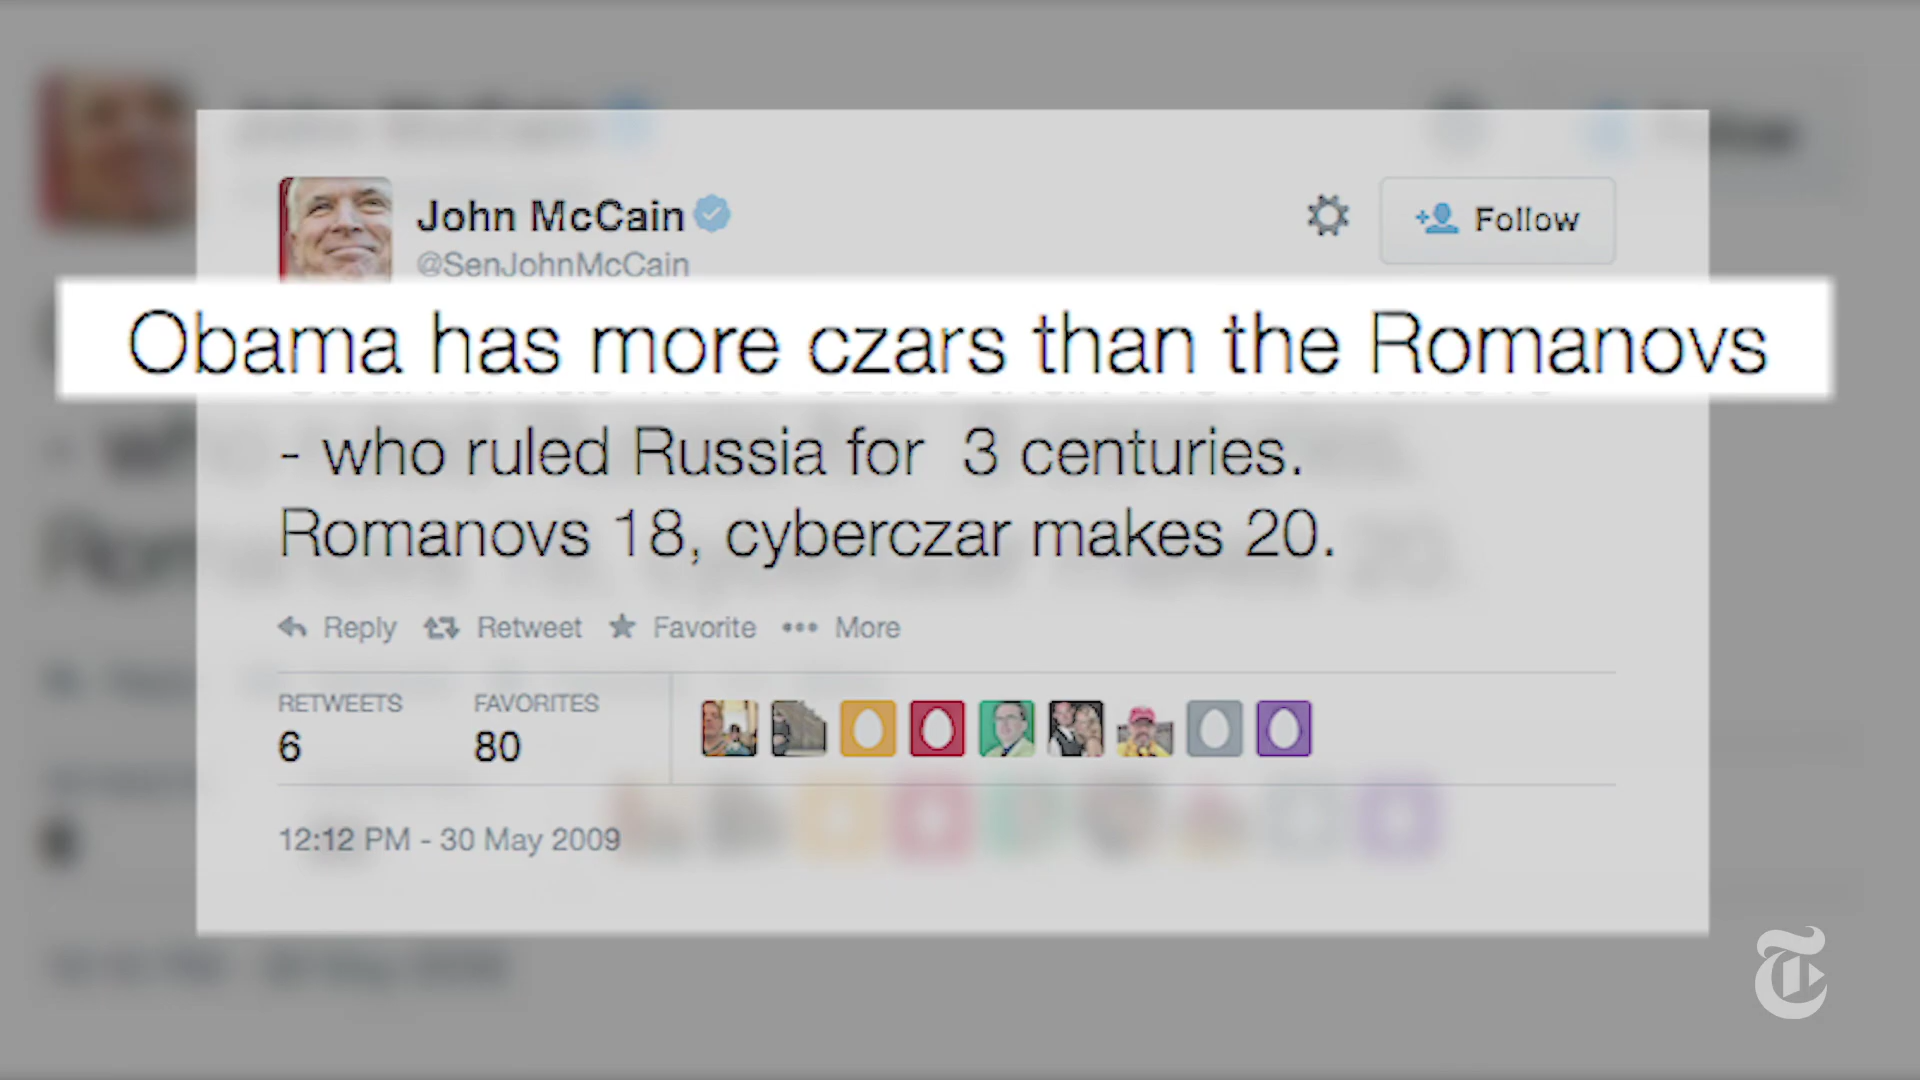 John McCain
@SenJohnMcCain
Follow
Obama has more czars than the Romanovs
- who ruled Russia for 3 centuries.
Romanovs 18, cyberczar makes 20.
Reply Retweet Favorite More
RETWEETS FAVORITES
6 80
12:12 PM - 30 May 2009